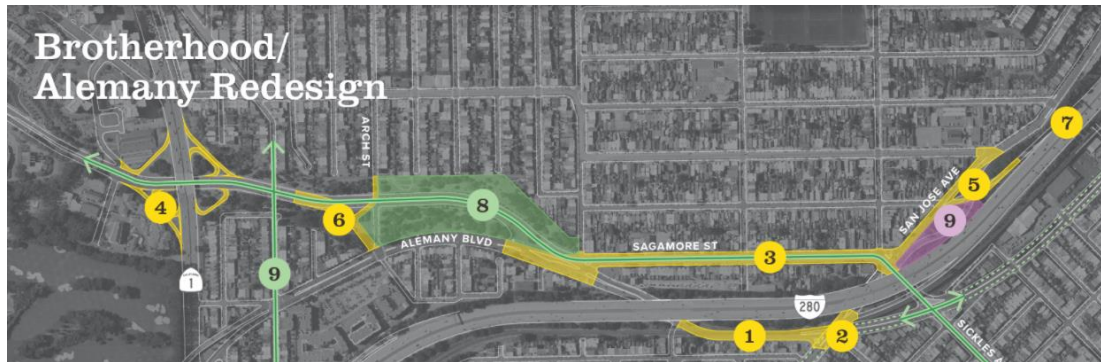 Brotherhood/
Alemany Redesign
ARCH ST
7
SAN JOSE AVE
5
4
6
8
9
ALEMANY BLVD
SAGAMORE ST
3
9
1
280
1
2
SICKLES A